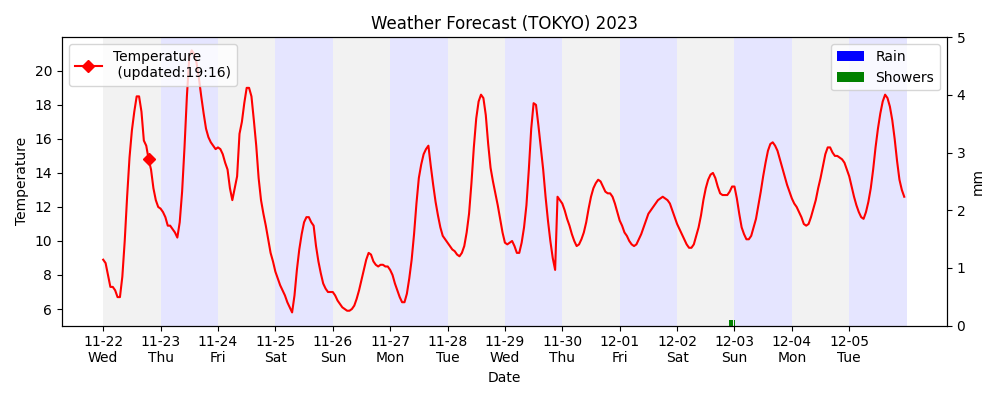 Weather Forecast (TOKYO) 2023
Temperature
(updated:19:16)
Rain
Showers
Temperature
20
18
16
14
12
10
8
6
5
4
3
2
1
0
mm
11-22 11-23 11-24 11-25 11-26 11-27 11-28 11-29 11-30 12-01 12-02 12-03 12-04 12-05
Wed Thu Fri Sat Sun Mon Tue Wed Thu Fri Sat Sun Mon Tue
Date